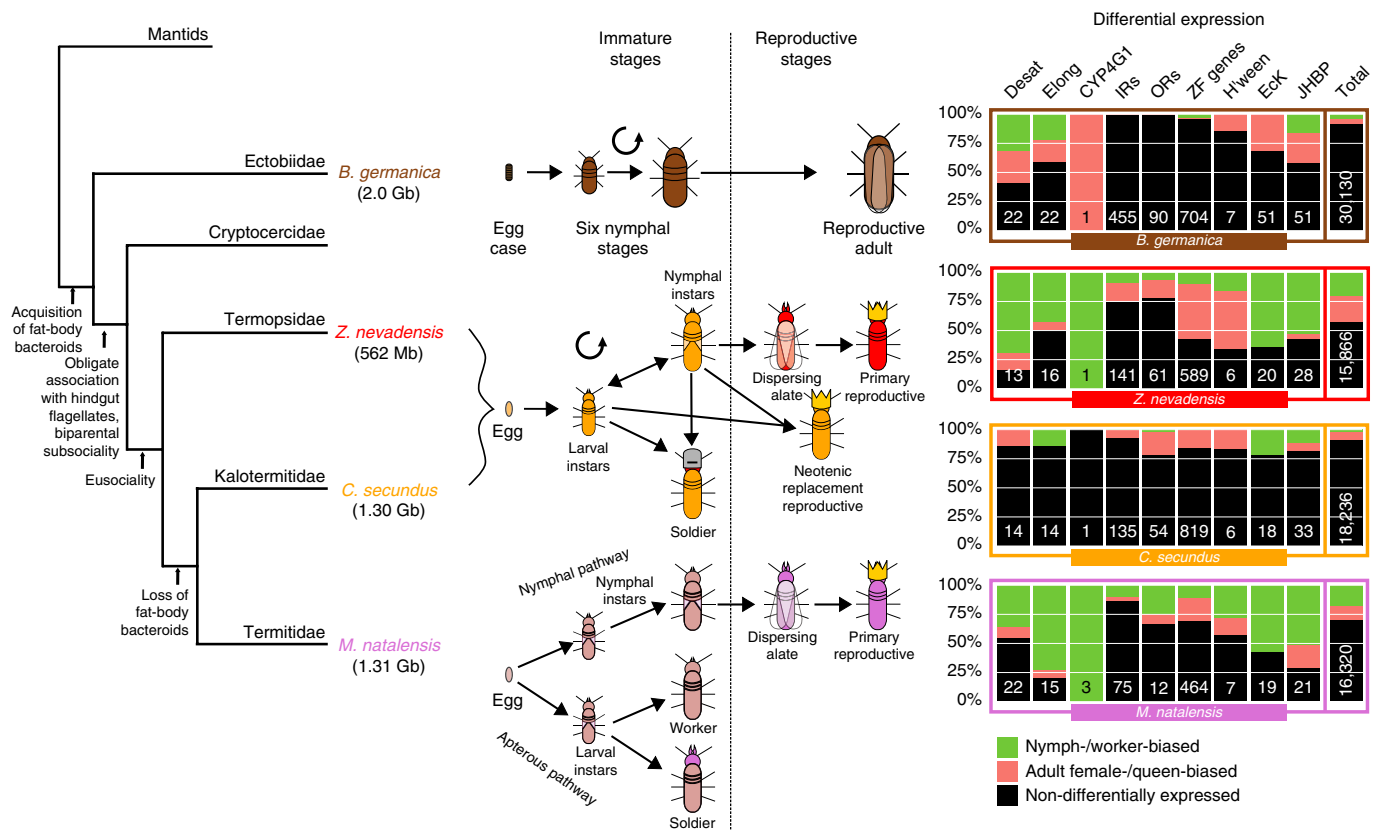 Mantids
Ectobiidae
Cryptocercidae
Termopsidae
Kalotermitidae
Termitidae
Acquisition
of fat-body
bacteroids
Obligate
association
with hindgut
flagellates,
biparental
subsociality
Eusociality
Loss of
fat-body
bacteroids
B. germanica
(2.0 Gb)
Z. nevadensis
(562 Mb)
C. secundus
(1.30 Gb)
M. natalensis
(1.31 Gb)
Immature
stages
Reproductive
stages
Egg
case
Six nymphal
stages
Reproductive
adult
Nymphal
instars
Egg
Larval
instars
Soldier
Dispersing
alate
Primary
reproductive
Neotenic
replacement
reproductive
Nymphal pathway
Nymphal
instars
Egg
Apterous pathway
Larval
instars
Worker
Soldier
Dispersing
alate
Primary
reproductive
Differential expression
Desat
Elong
CYP4G1
IRs
ORs
ZF genes
H'ween
EcK
JHBP
Total
100%
75%
50%
25%
0%
22 22 1 455 90 704 7 51 51 30,130
B. germanica
100%
75%
50%
25%
0%
13 16 1 141 61 589 6 20 28 15,866
Z. nevadensis
100%
75%
50%
25%
0%
14 14 1 135 54 819 6 18 33 18,236
C. secundus
100%
75%
50%
25%
0%
22 15 3 75 12 464 7 19 21 16,320
M. natalensis
Nymph-/worker-biased
Adult female-/queen-biased
Non-differentially expressed